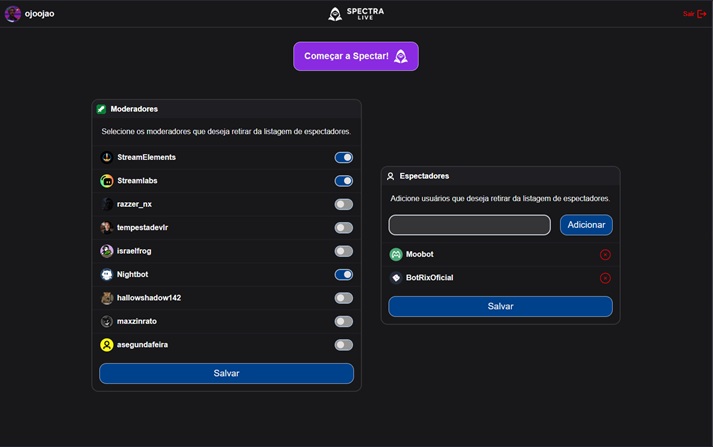 ojoojao
SPECTRA
LIVE
Sair
Começar a Spectar!
Moderadores
Selecione os moderadores que deseja retirar da listagem de espectadores.
StreamElements
Streamlabs
razzer_nx
tempestadevlr
israelfrog
Nightbot
hallowshadow142
maxzinrato
asegundafeira
Salvar
Espectadores
Adicione usuários que deseja retirar da listagem de espectadores.
Adicionar
Moobot
BotRixOficial
Salvar